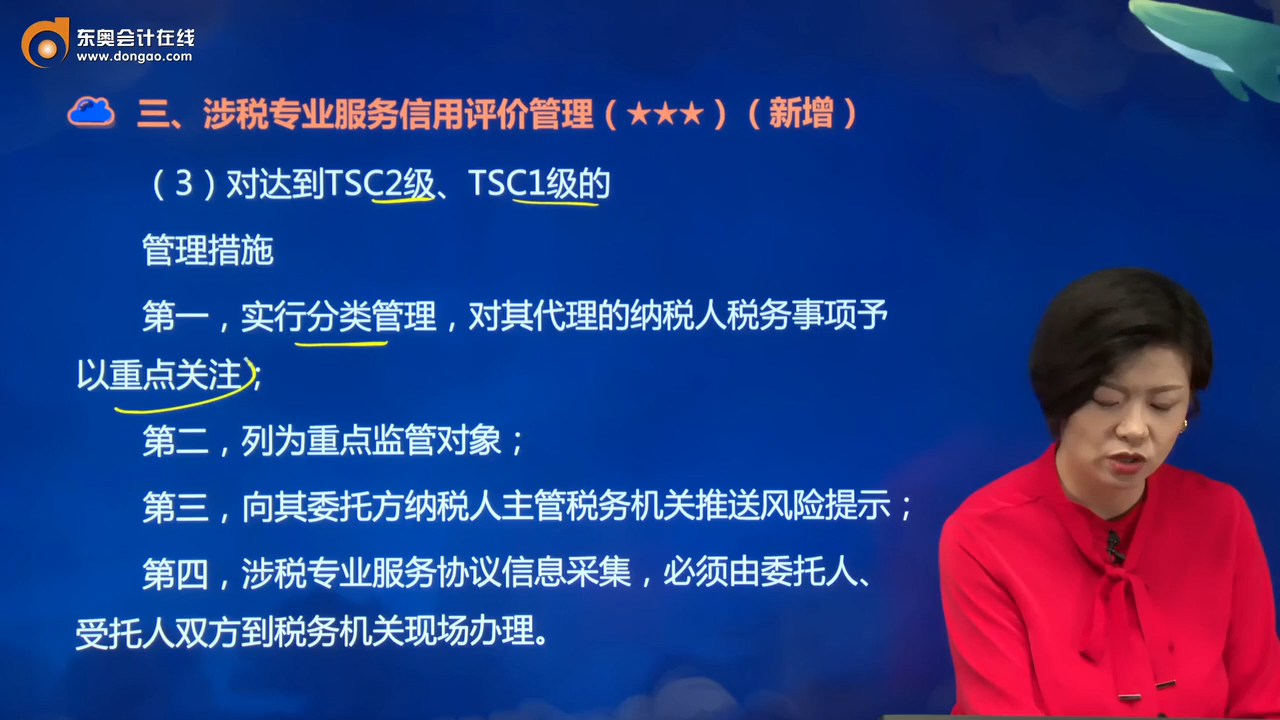 东奥会计在线
www.dongao.com
三、涉税专业服务信用评价管理（★★★）（新增）
（3）对达到TSC2级、TSC1级的
管理措施
第一，实行分类管理，对其代理的纳税人税务事项予
以重点关注；
第二，列为重点监管对象；
第三，向其委托方纳税人主管税务机关推送风险提示；
第四，涉税专业服务协议信息采集，必须由委托人、
受托人双方到税务机关现场办理。